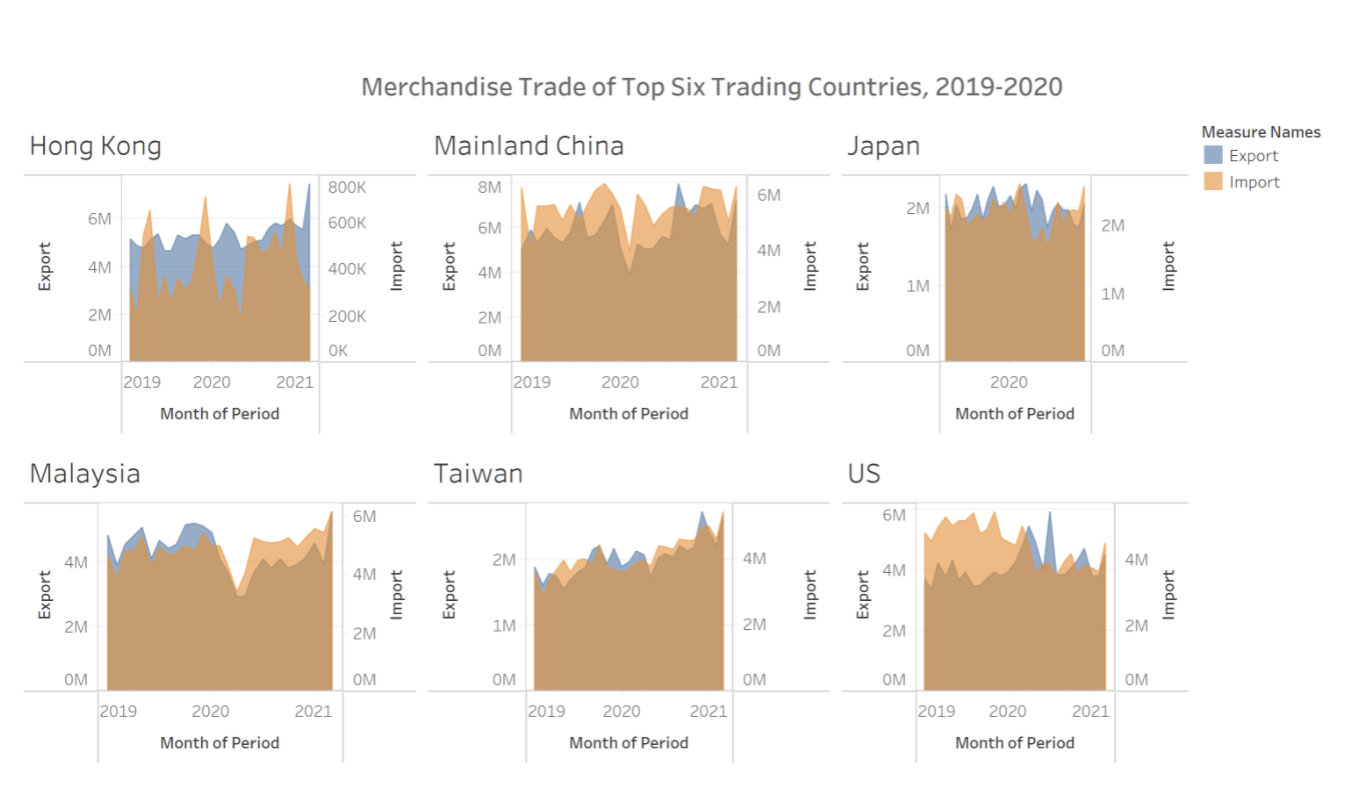 Merchandise Trade of Top Six Trading Countries, 2019-2020
Measure Names
Export
Import
Hong Kong
6M
4M
2M
0M
Export
800K
600K
400K
200K
0K
Import
2019 2020 2021
Month of Period
Mainland China
8M
6M
4M
2M
0M
Export
6M
4M
2M
0M
Import
2019 2020 2021
Month of Period
Japan
2M
1M
0M
Export
2M
1M
0M
Import
2020
Month of Period
Malaysia
4M
2M
0M
Export
6M
4M
2M
0M
Import
2019 2020 2021
Month of Period
Taiwan
2M
1M
0M
Export
4M
2M
0M
Import
2019 2020 2021
Month of Period
US
6M
4M
2M
0M
Export
4M
2M
0M
Import
2019 2020 2021
Month of Period